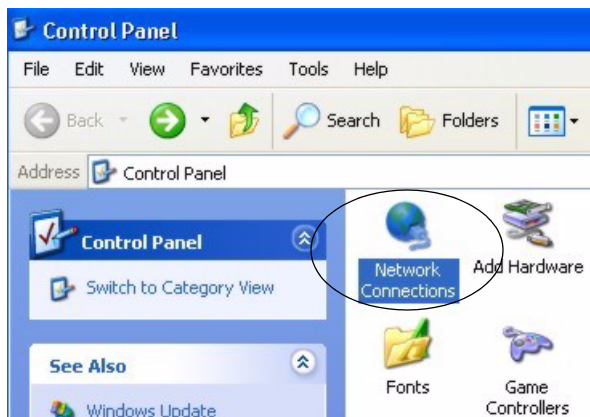 Control Panel
File Edit View Favorites Tools Help
Back Search Folders
Address Control Panel
Control Panel
Switch to Category View
See Also
Windows Update
Network Connections
Add Hardware
Fonts
Game Controllers